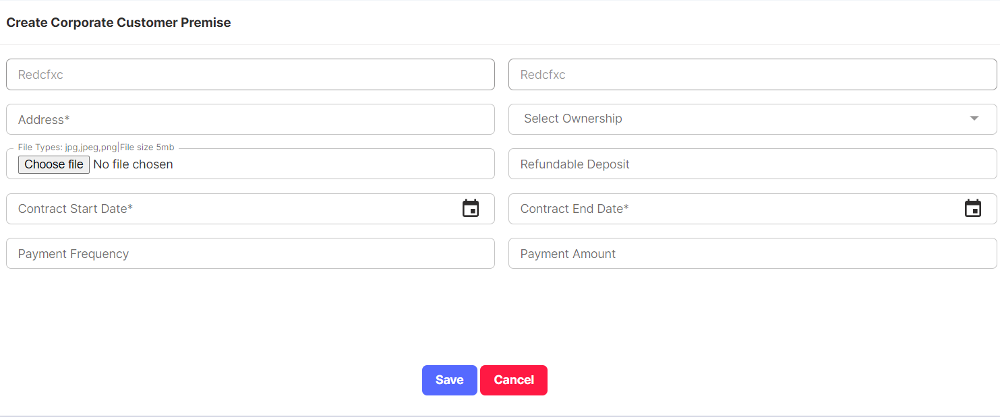 Create Corporate Customer Premise
Redcfxc
Redcfxc
Address*
Select Ownership
File Types: jpg,jpeg,png|File size 5mb
Choose file No file chosen
Refundable Deposit
Contract Start Date*
Contract End Date*
Payment Frequency
Payment Amount
Save
Cancel